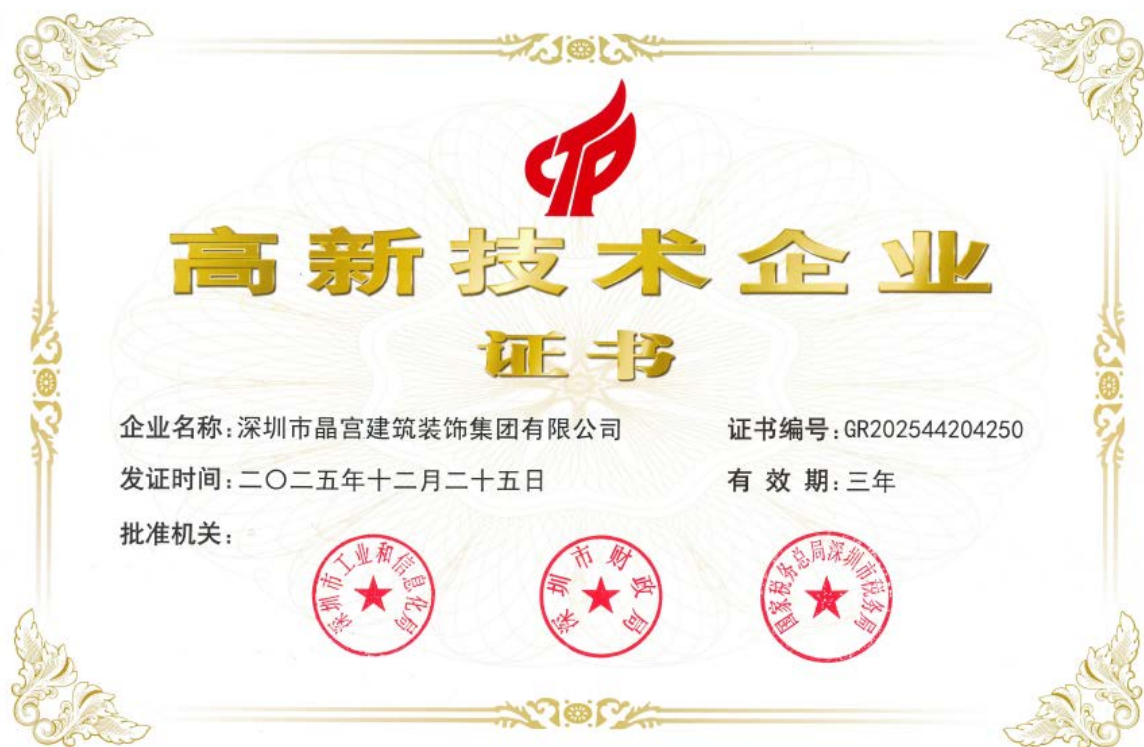 CTP
高新技术企业
证书
企业名称:深圳市晶宫建筑装饰集团有限公司
证书编号:GR202544204250
发证时间:二〇二五年十二月二十五日
有 效 期:三年
批准机关:
深圳市工业和信息化局
深圳市财政局
国家税务总局深圳市税务局